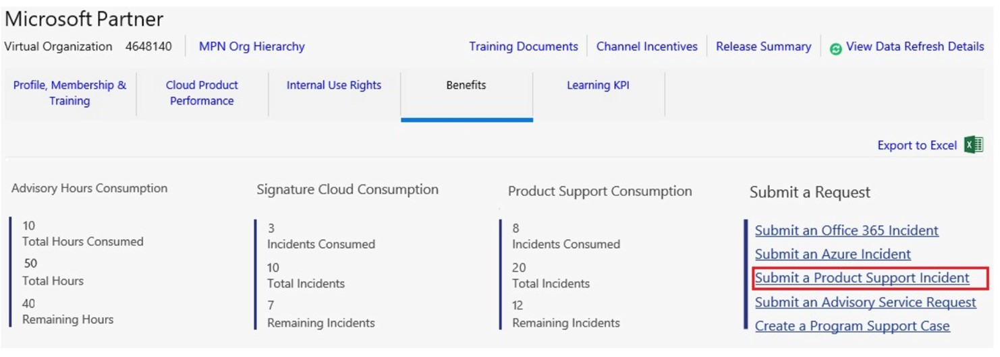 Microsoft Partner
Virtual Organization 4648140 MPN Org Hierarchy Training Documents Channel Incentives Release Summary View Data Refresh Details
Profile, Membership &
Training
Cloud Product
Performance
Internal Use Rights
Benefits
Learning KPI
Export to Excel
Advisory Hours Consumption
10
Total Hours Consumed
50
Total Hours
40
Remaining Hours
Signature Cloud Consumption
3
Incidents Consumed
10
Total Incidents
7
Remaining Incidents
Product Support Consumption
8
Incidents Consumed
20
Total Incidents
12
Remaining Incidents
Submit a Request
Submit an Office 365 Incident
Submit an Azure Incident
Submit a Product Support Incident
Submit an Advisory Service Request
Create a Program Support Case